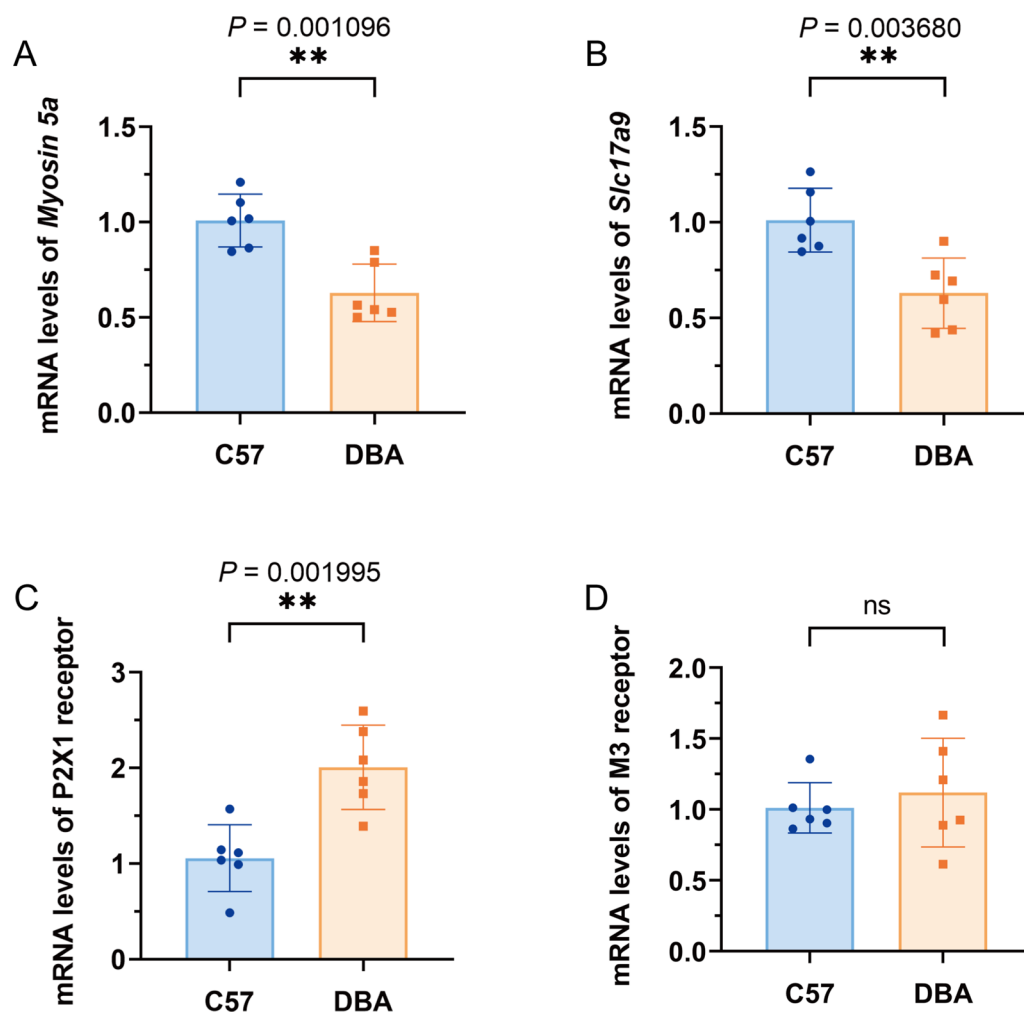 A
P = 0.001096
**
mRNA levels of Myosin 5a
1.5
1.0
0.5
0.0
C57
DBA
B
P = 0.003680
**
mRNA levels of Slc17a9
1.5
1.0
0.5
0.0
C57
DBA
C
P = 0.001995
**
mRNA levels of P2X1 receptor
3
2
1
0
C57
DBA
D
ns
mRNA levels of M3 receptor
2.0
1.5
1.0
0.5
0.0
C57
DBA